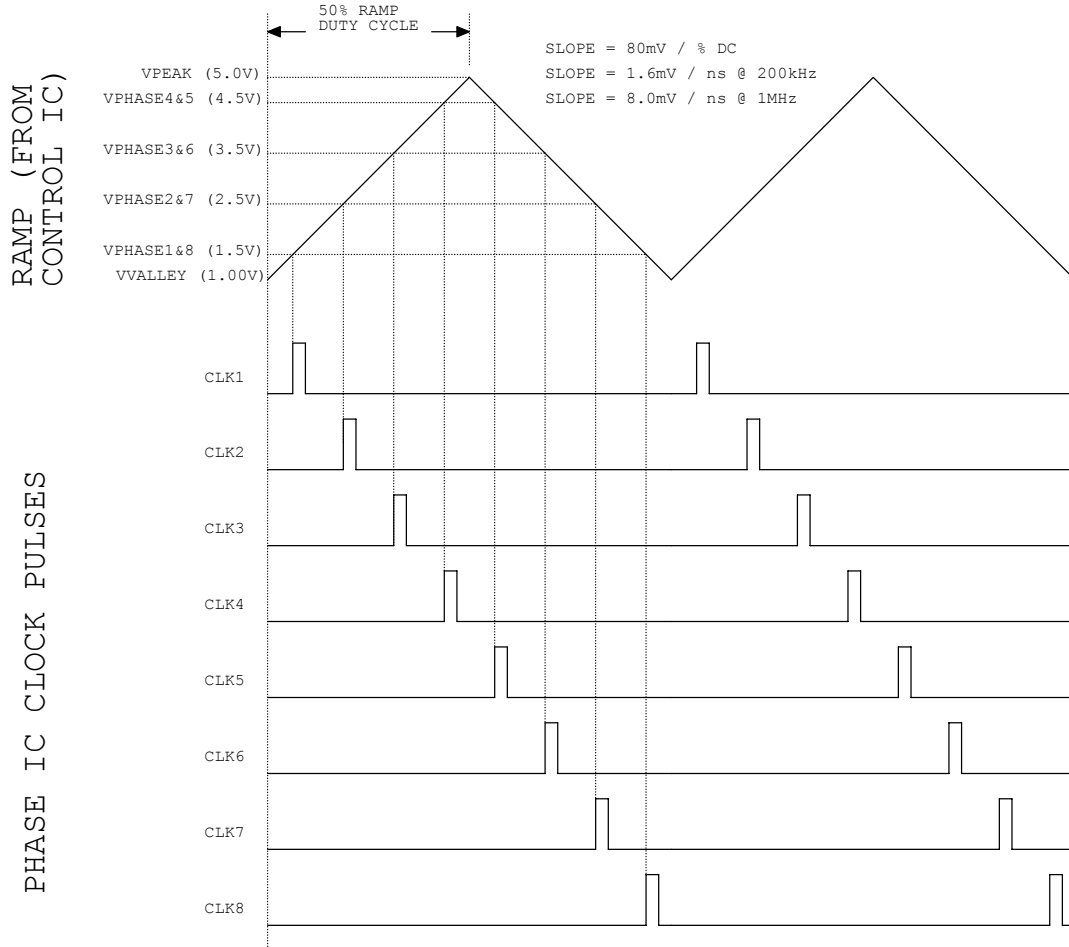 50% RAMP
DUTY CYCLE
SLOPE = 80mV / % DC
SLOPE = 1.6mV / ns @ 200kHz
SLOPE = 8.0mV / ns @ 1MHz
RAMP (FROM
CONTROL IC)
VPEAK (5.0V)
VPHASE4&5 (4.5V)
VPHASE3&6 (3.5V)
VPHASE2&7 (2.5V)
VPHASE1&8 (1.5V)
VVALLEY (1.00V)
PHASE IC CLOCK PULSES
CLK1
CLK2
CLK3
CLK4
CLK5
CLK6
CLK7
CLK8